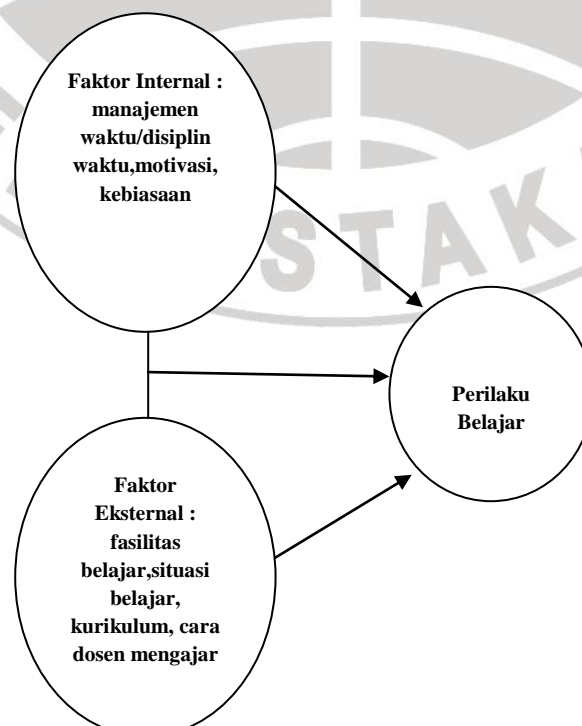 Faktor Internal :
manajemen
waktu/disiplin
waktu,motivasi,
kebiasaan
STAK
Perilaku
Belajar
Faktor
Eksternal :
fasilitas
belajar,situasi
belajar,
kurikulum, cara
dosen mengajar